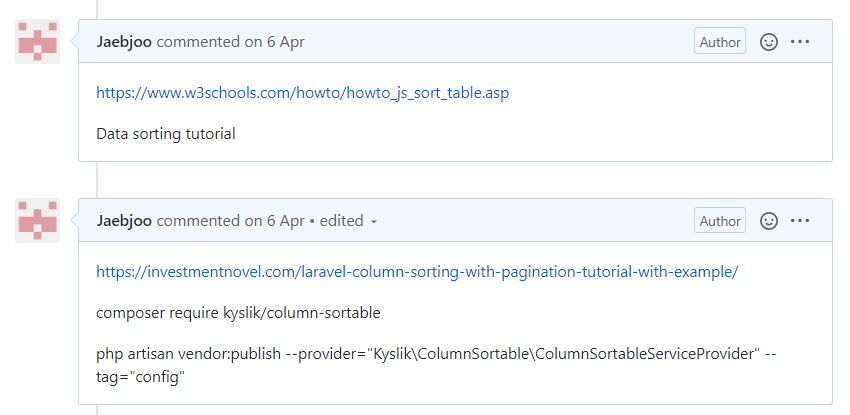 Jaebjoo commented on 6 Apr Author
https://www.w3schools.com/howto/howto_js_sort_table.asp
Data sorting tutorial
Jaebjoo commented on 6 Apr • edited Author
https://investmentnovel.com/laravel-column-sorting-with-pagination-tutorial-with-example/
composer require kyslik/column-sortable
php artisan vendor:publish --provider="Kyslik\ColumnSortable\ColumnSortableServiceProvider" --
tag="config"